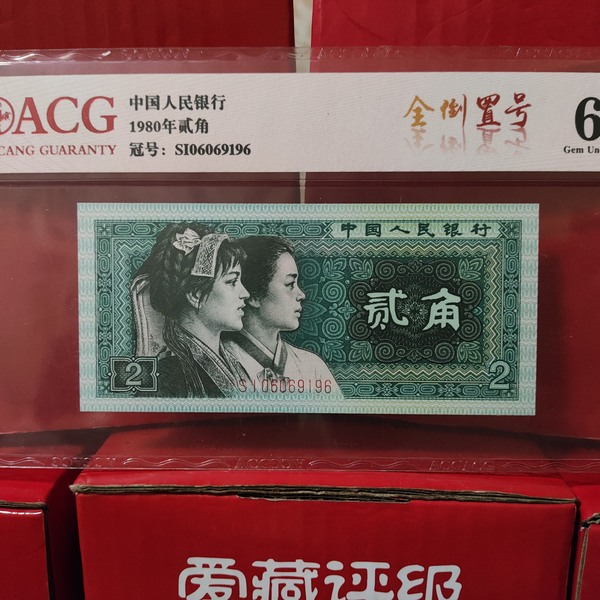 ACG
CANG GUARANTY
中国人民银行
1980年贰角
冠号：SI06069196
全倒置号
6
Gem Un
中国人民银行
贰角
2
SI06069196
2
爱藏评级